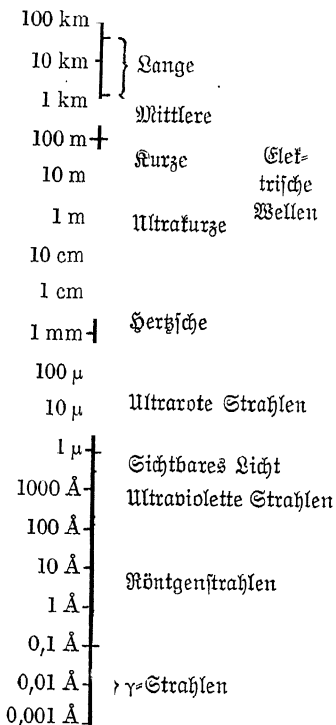 100 km
10 km Lange
1 km
Mittlere
100 m
Kurze Elek-
10 m trische
1 m Ultrakurze Wellen
10 cm
1 cm
1 mm Hertzsche
100 µ
10 µ Ultrarote Strahlen
1 µ
Sichtbares Licht
1000 Å Ultraviolette Strahlen
100 Å
10 Å Röntgenstrahlen
1 Å
0,1 Å
0,01 Å γ-Strahlen
0,001 Å